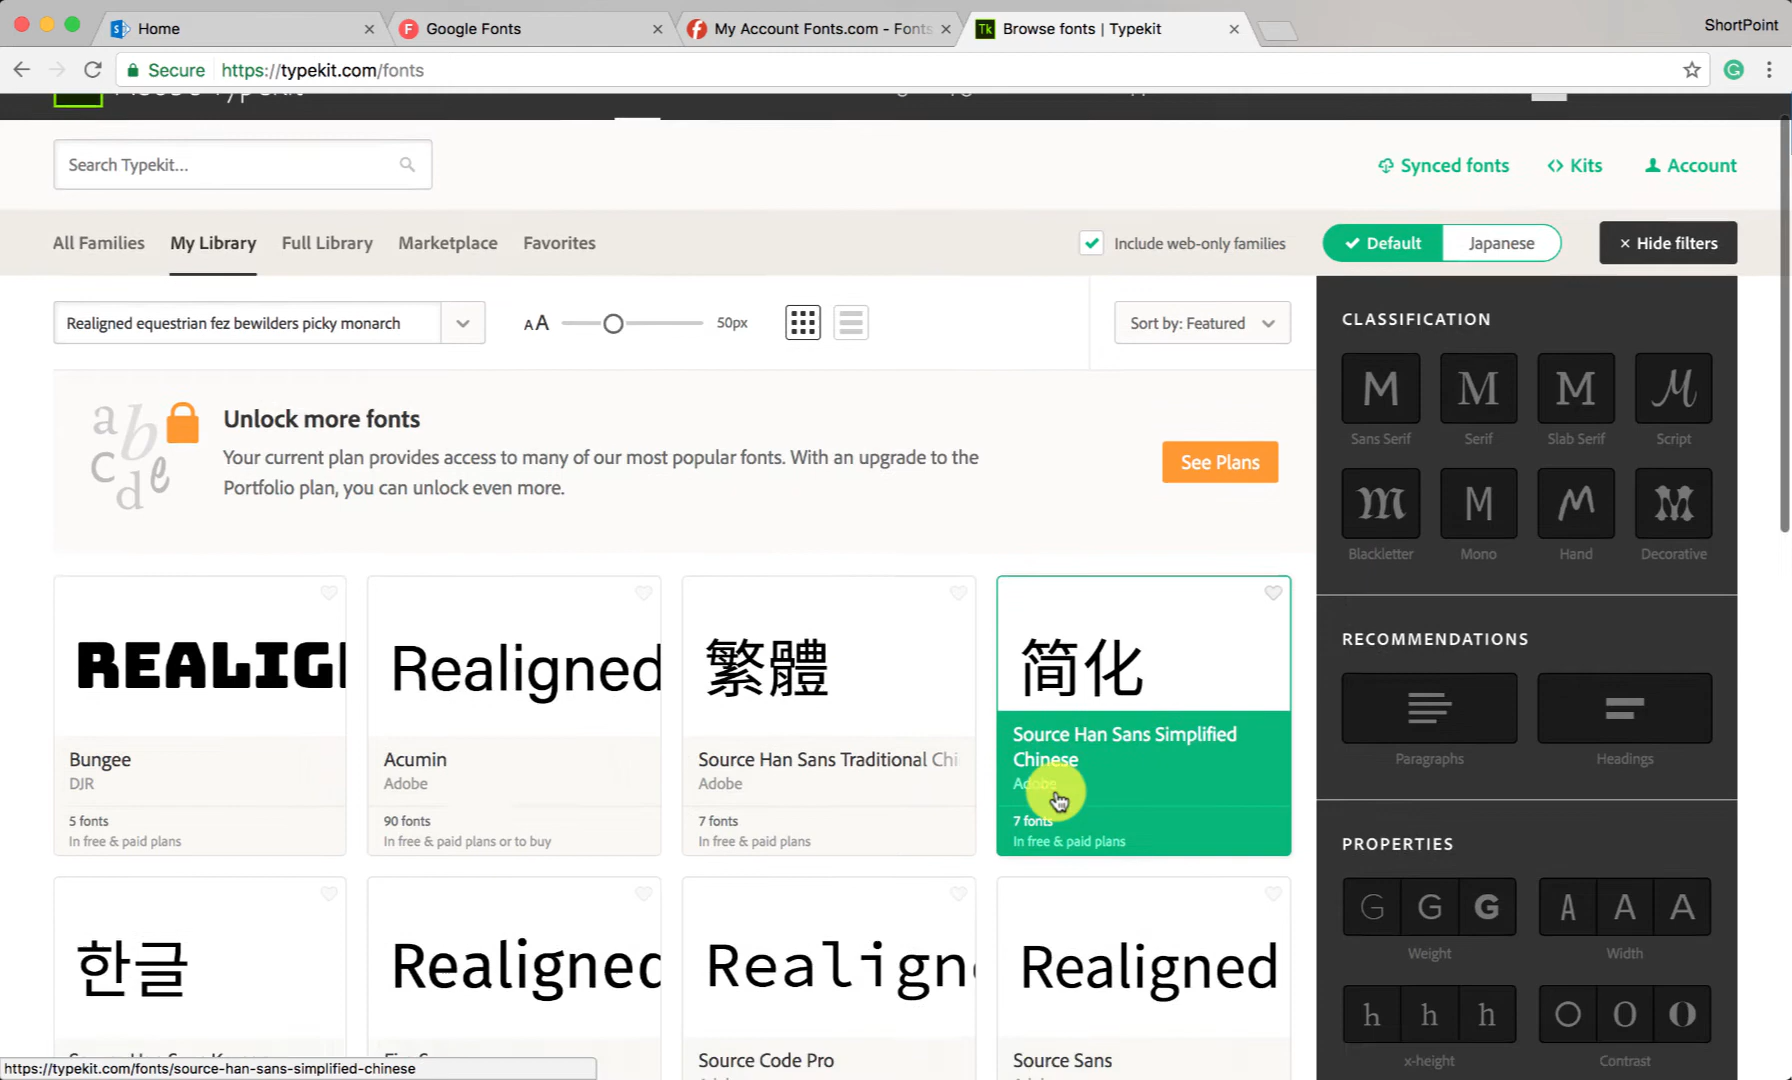 Home
Google Fonts
My Account Fonts.com - Fonts
Browse fonts | Typekit
ShortPoint
Secure
https://typekit.com/fonts
Search Typekit...
Synced fonts
Kits
Account
All Families
My Library
Full Library
Marketplace
Favorites
Include web-only families
Default
Japanese
× Hide filters
Realigned equestrian fez bewilders picky monarch
AA
50px
Sort by: Featured
CLASSIFICATION
M M M M
Sans Serif Serif Slab Serif Script
M M M M
Blackletter Mono Hand Decorative
abcde
Unlock more fonts
Your current plan provides access to many of our most popular fonts. With an upgrade to the
Portfolio plan, you can unlock even more.
See Plans
RECOMMENDATIONS
Paragraphs Headings
PROPERTIES
G G G
A A A
Weight Width
h h h
O O O
x-height Contrast
REALIG
Bungee
DJR
5 fonts
In free & paid plans
Realigned
Acumin
Adobe
90 fonts
In free & paid plans or to buy
繁體
Source Han Sans Traditional Chi
Adobe
7 fonts
In free & paid plans
简化
Source Han Sans Simplified
Chinese
Adobe
7 fonts
In free & paid plans
한글
Realigned
Realign
Source Code Pro
Realigned
Source Sans
https://typekit.com/fonts/source-han-sans-simplified-chinese